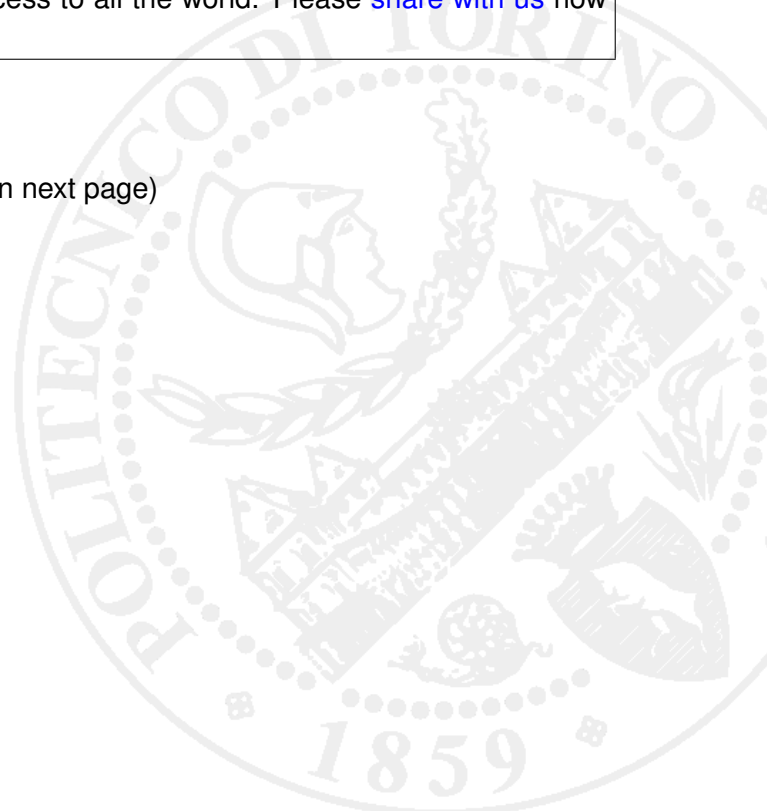 cess to all the world. Please share with us how
n next page)
POLITECNICO DI TORINO
1859